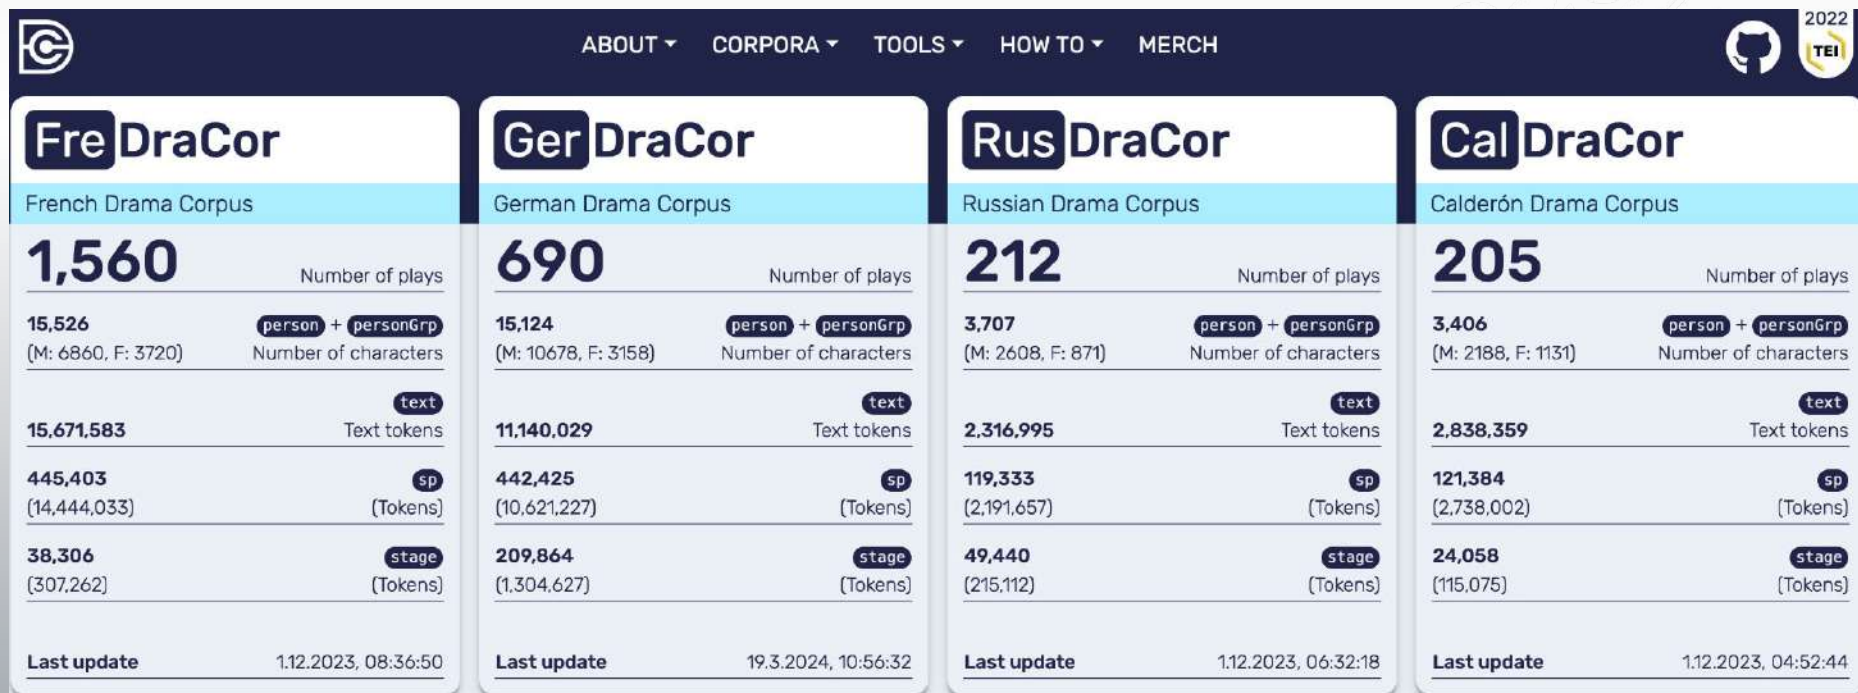 ABOUT CORPORA TOOLS HOW TO MERCH
2022
TEI
FreDraCor
French Drama Corpus
1,560 Number of plays
15,526 person + personGrp
(M: 6860, F: 3720) Number of characters
text
15,671,583 Text tokens
445,403 sp
(14,444,033) (Tokens)
38,306 stage
(307,262) (Tokens)
Last update 1.12.2023, 08:36:50
GerDraCor
German Drama Corpus
690 Number of plays
15,124 person + personGrp
(M: 10678, F: 3158) Number of characters
text
11,140,029 Text tokens
442,425 sp
(10,621,227) (Tokens)
209,864 stage
(1,304,627) (Tokens)
Last update 19.3.2024, 10:56:32
RusDraCor
Russian Drama Corpus
212 Number of plays
3,707 person + personGrp
(M: 2608, F: 871) Number of characters
text
2,316,995 Text tokens
119,333 sp
(2,191,657) (Tokens)
49,440 stage
(215,112) (Tokens)
Last update 1.12.2023, 06:32:18
CalDraCor
Calderón Drama Corpus
205 Number of plays
3,406 person + personGrp
(M: 2188, F: 1131) Number of characters
text
2,838,359 Text tokens
121,384 sp
(2,738,002) (Tokens)
24,058 stage
(115,075) (Tokens)
Last update 1.12.2023, 04:52:44